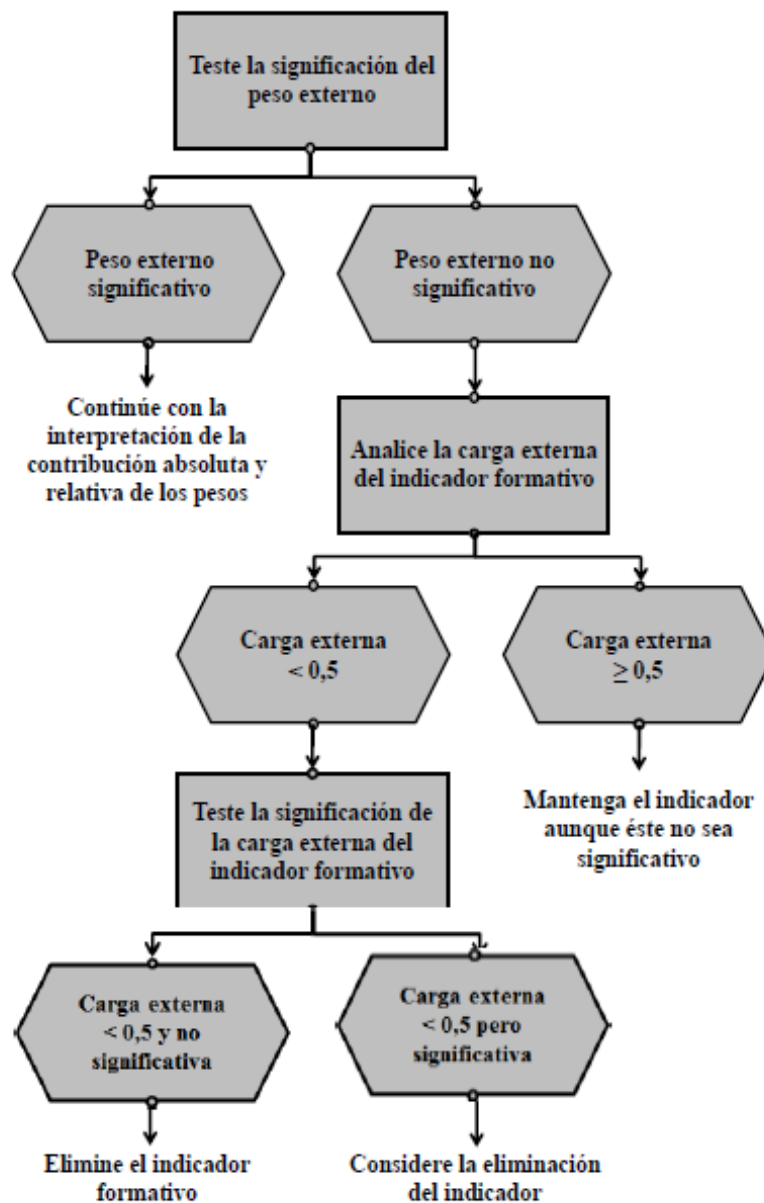 Teste la significación del
peso externo
Peso externo
significativo
Peso externo no
significativo
Continúe con la
interpretación de la
contribución absoluta y
relativa de los pesos
Analice la carga externa
del indicador formativo
Carga externa
< 0,5
Carga externa
≥ 0,5
Teste la significación de
la carga externa del
indicador formativo
Mantenga el indicador
aunque éste no sea
significativo
Carga externa
< 0,5 y no
significativa
Carga externa
< 0,5 pero
significativa
Elimine el indicador
formativo
Considere la eliminación
del indicador